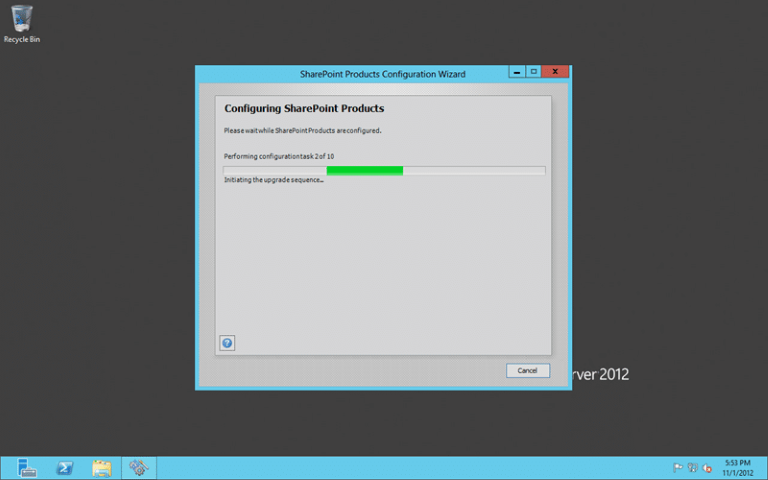 Recycle Bin
SharePoint Products Configuration Wizard
Configuring SharePoint Products
Please wait while SharePoint Products are configured.
Performing configuration task 2 of 10
Initiating the upgrade sequence...
?
Cancel
rver 2012
5:53 PM
11/1/2012